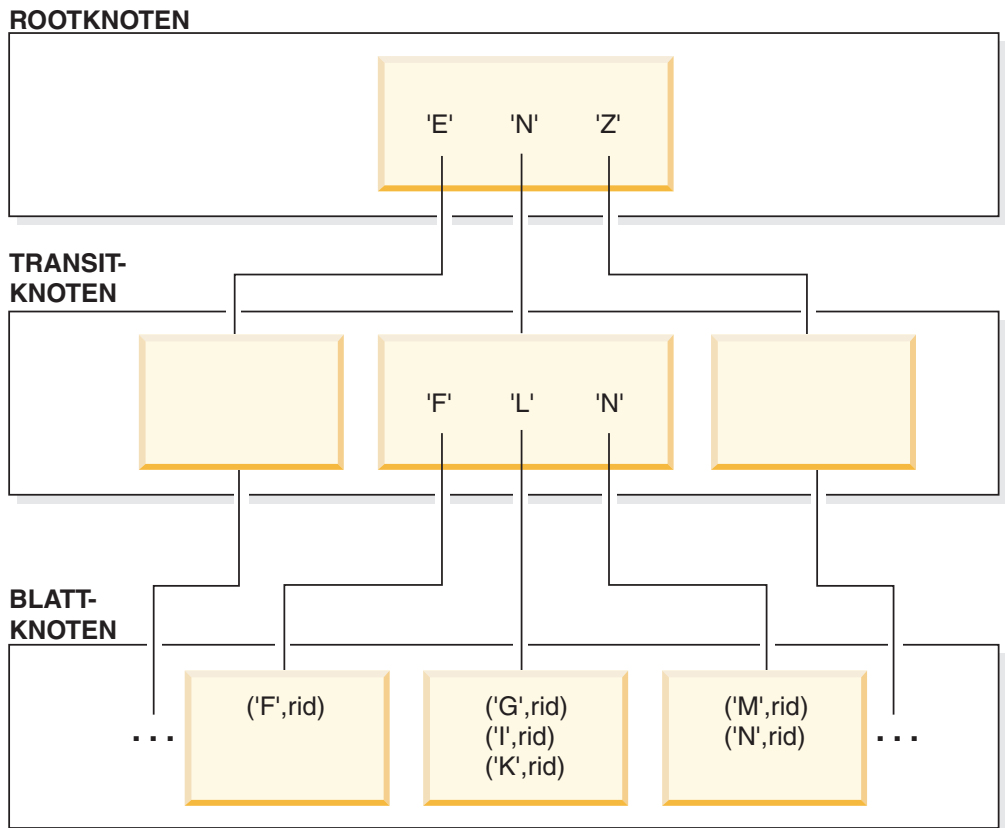 ROOTKNOTEN
'E' 'N' 'Z'
TRANSIT-
KNOTEN
'F' 'L' 'N'
BLATT-
KNOTEN
. . .
('F',rid)
('G',rid)
('I',rid)
('K',rid)
('M',rid)
('N',rid)
. . .